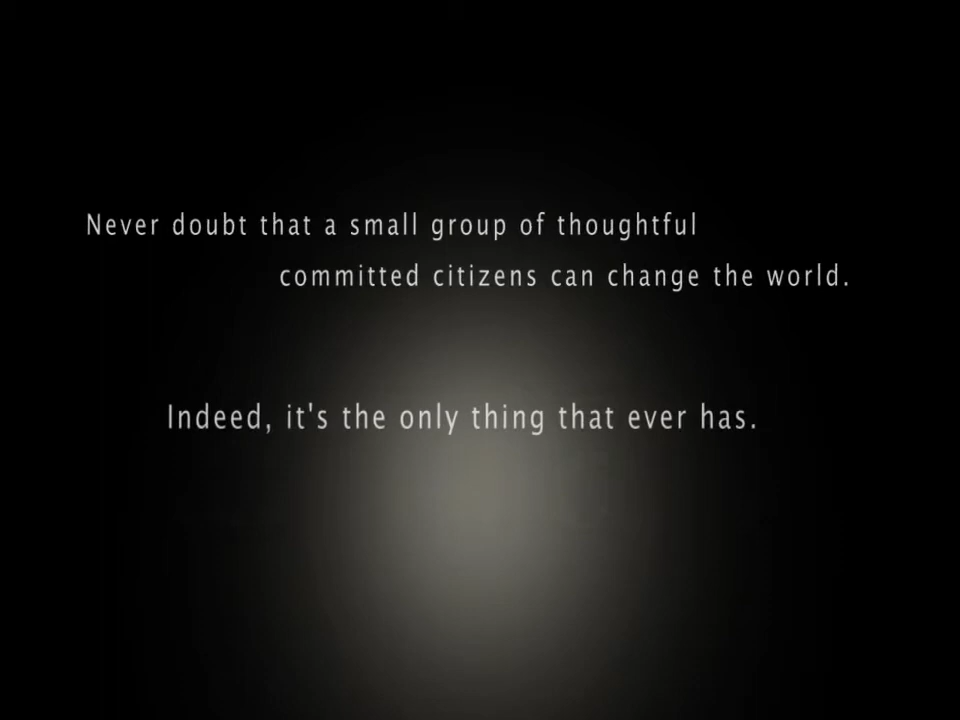 Never doubt that a small group of thoughtful
committed citizens can change the world.
Indeed, it's the only thing that ever has.